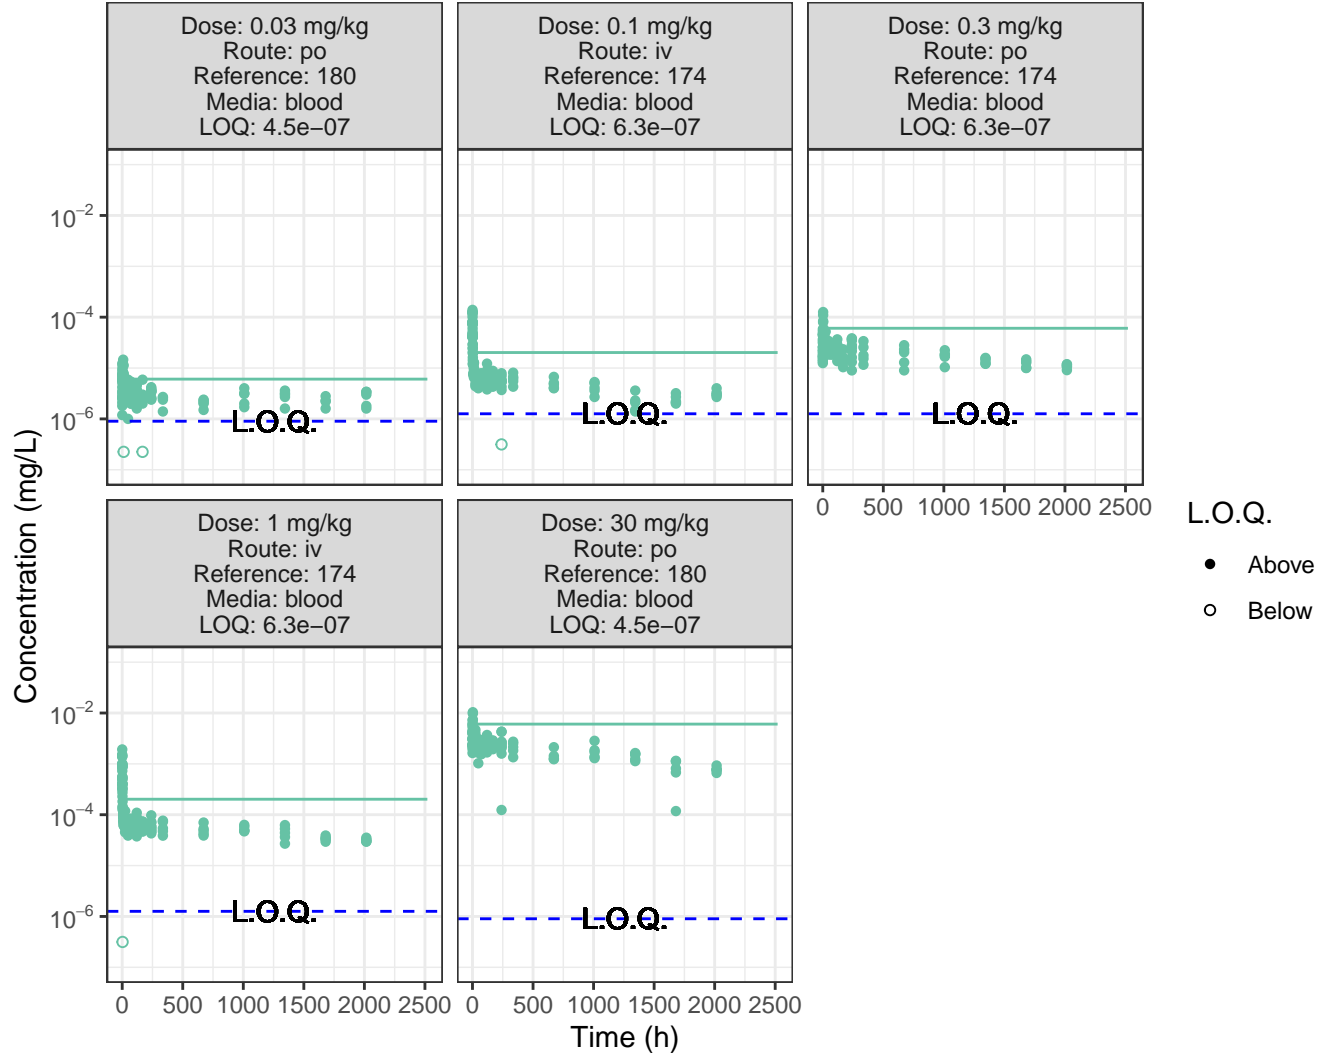 Dose: 0.03 mg/kg
Route: po
Reference: 180
Media: blood
LOQ: 4.5e−07
Dose: 0.1 mg/kg
Route: iv
Reference: 174
Media: blood
LOQ: 6.3e−07
Dose: 0.3 mg/kg
Route: po
Reference: 174
Media: blood
LOQ: 6.3e−07
10−2
10−4
10−6
L.O.Q.
L.O.Q.
L.O.Q.
0 500 1000 1500 2000 2500
Dose: 1 mg/kg
Route: iv
Reference: 174
Media: blood
LOQ: 6.3e−07
Dose: 30 mg/kg
Route: po
Reference: 180
Media: blood
LOQ: 4.5e−07
10−2
10−4
10−6
L.O.Q.
L.O.Q.
0 500 1000 1500 2000 2500
0 500 1000 1500 2000 2500
Time (h)
Concentration (mg/L)
L.O.Q.
Above
Below